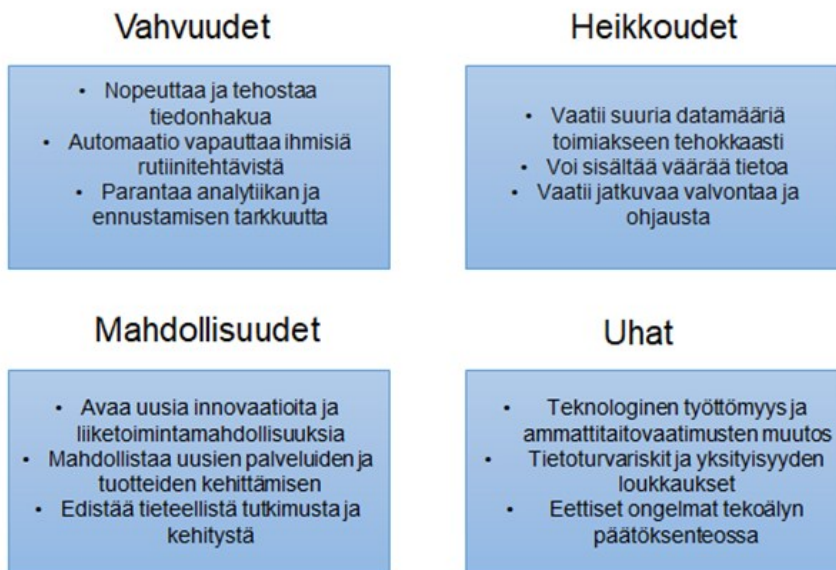 Vahvuudet
• Nopeuttaa ja tehostaa
tiedonhakua
• Automaatio vapauttaa ihmisiä
rutiinitehtävistä
• Parantaa analytiikan ja
ennustamisen tarkkuutta
Heikkoudet
• Vaatii suuria datamääriä
toimiakseen tehokkaasti
• Voi sisältää väärää tietoa
• Vaatii jatkuvaa valvontaa ja
ohjausta
Mahdollisuudet
• Avaa uusia innovaatioita ja
liiketoimintamahdollisuuksia
• Mahdollistaa uusien palveluiden ja
tuotteiden kehittämisen
• Edistää tieteellistä tutkimusta ja
kehitystä
Uhat
• Teknologinen työttömyys ja
ammattitaitovaatimusten muutos
• Tietoturvariskit ja yksityisyyden
loukkaukset
• Eettiset ongelmat tekoälyn
päätöksenteossa